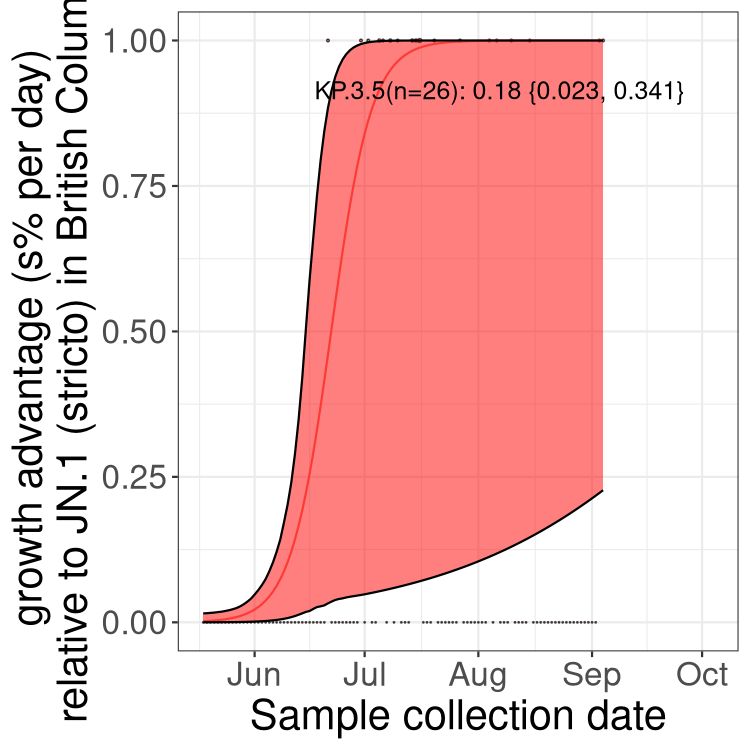 growth advantage (s% per day)
relative to JN.1 (stricto) in British Colum
1.00
0.75
0.50
0.25
0.00
KP.3.5(n=26): 0.18 {0.023, 0.341}
Jun Jul Aug Sep Oct
Sample collection date